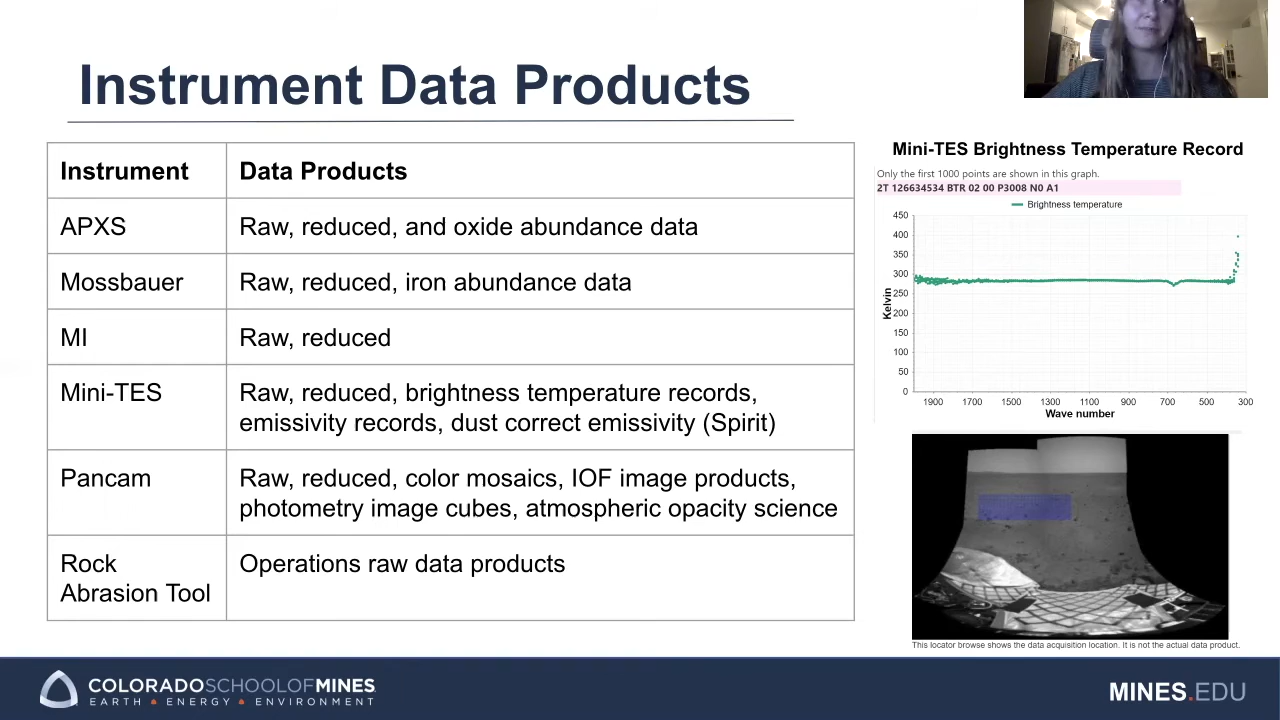 Instrument Data Products
Instrument Data Products
APXS Raw, reduced, and oxide abundance data
Mossbauer Raw, reduced, iron abundance data
MI Raw, reduced
Mini-TES Raw, reduced, brightness temperature records,
emissivity records, dust correct emissivity (Spirit)
Pancam Raw, reduced, color mosaics, IOF image products,
photometry image cubes, atmospheric opacity science
Rock Operations raw data products
Abrasion Tool
Mini-TES Brightness Temperature Record
Only the first 1000 points are shown in this graph.
2T 126634534 BTR 02 00 P3008 N0 A1
Brightness temperature
450
400
350
300
250
200
150
100
50
0
Kelvin
1900 1700 1500 1300 1100 900 700 500 300
Wave number
This locator browse shows the data acquisition location. It is not the actual data product.
COLORADOSCHOOLOFMINES
EARTH • ENERGY • ENVIRONMENT
MINES.EDU